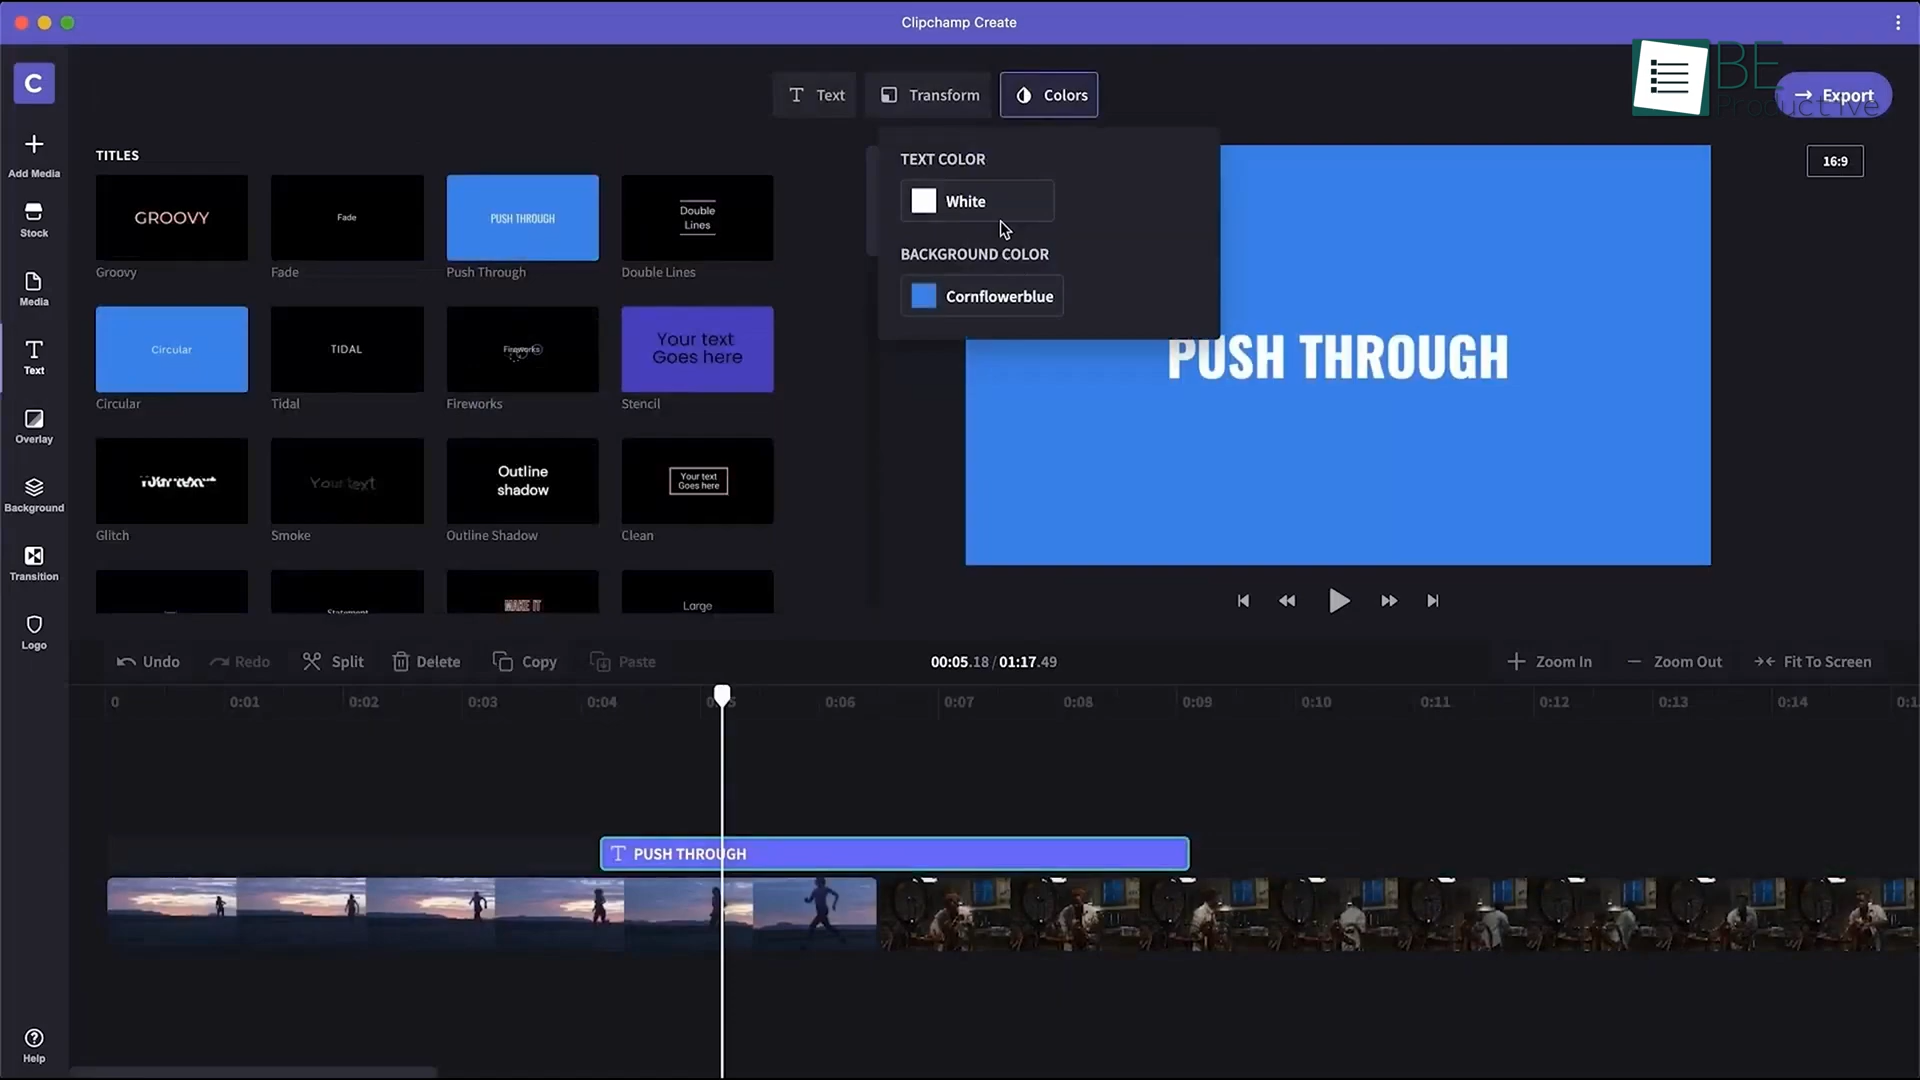 Clipchamp Create
C
Text
Transform
Colors
BE
Productive
Export
16:9
Add Media
Stock
Media
Text
Overlay
Background
Transition
Logo
Help
TITLES
GROOVY
Fade
PUSH THROUGH
Double
Lines
Groovy
Fade
Push Through
Double Lines
Circular
TIDAL
Fireworks
Your text
Goes here
Circular
Tidal
Fireworks
Stencil
Your text
Outline
shadow
Your text
Goes here
Glitch
Smoke
Outline Shadow
Clean
Statement
MAKE IT
Large
TEXT COLOR
White
BACKGROUND COLOR
Cornflowerblue
PUSH THROUGH
Undo
Redo
Split
Delete
Copy
Paste
00:05.18 / 01:17.49
Zoom In
Zoom Out
Fit To Screen
0 0:01 0:02 0:03 0:04 0:06 0:07 0:08 0:09 0:10 0:11 0:12 0:13 0:14
PUSH THROUGH